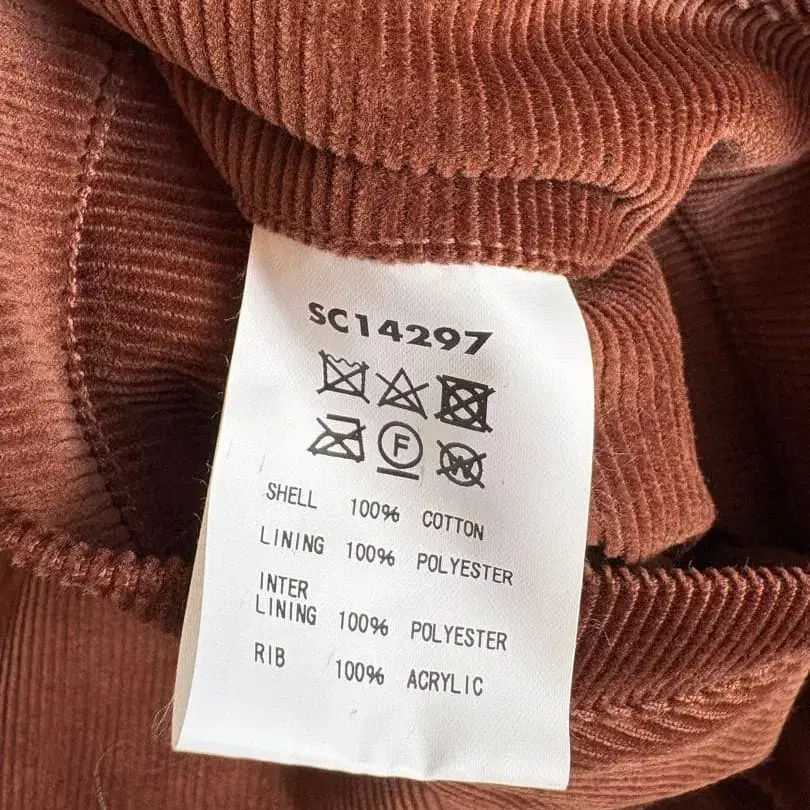 SC14297
F W
SHELL 100% COTTON
LINING 100% POLYESTER
INTER
LINING 100% POLYESTER
RIB 100% ACRYLIC